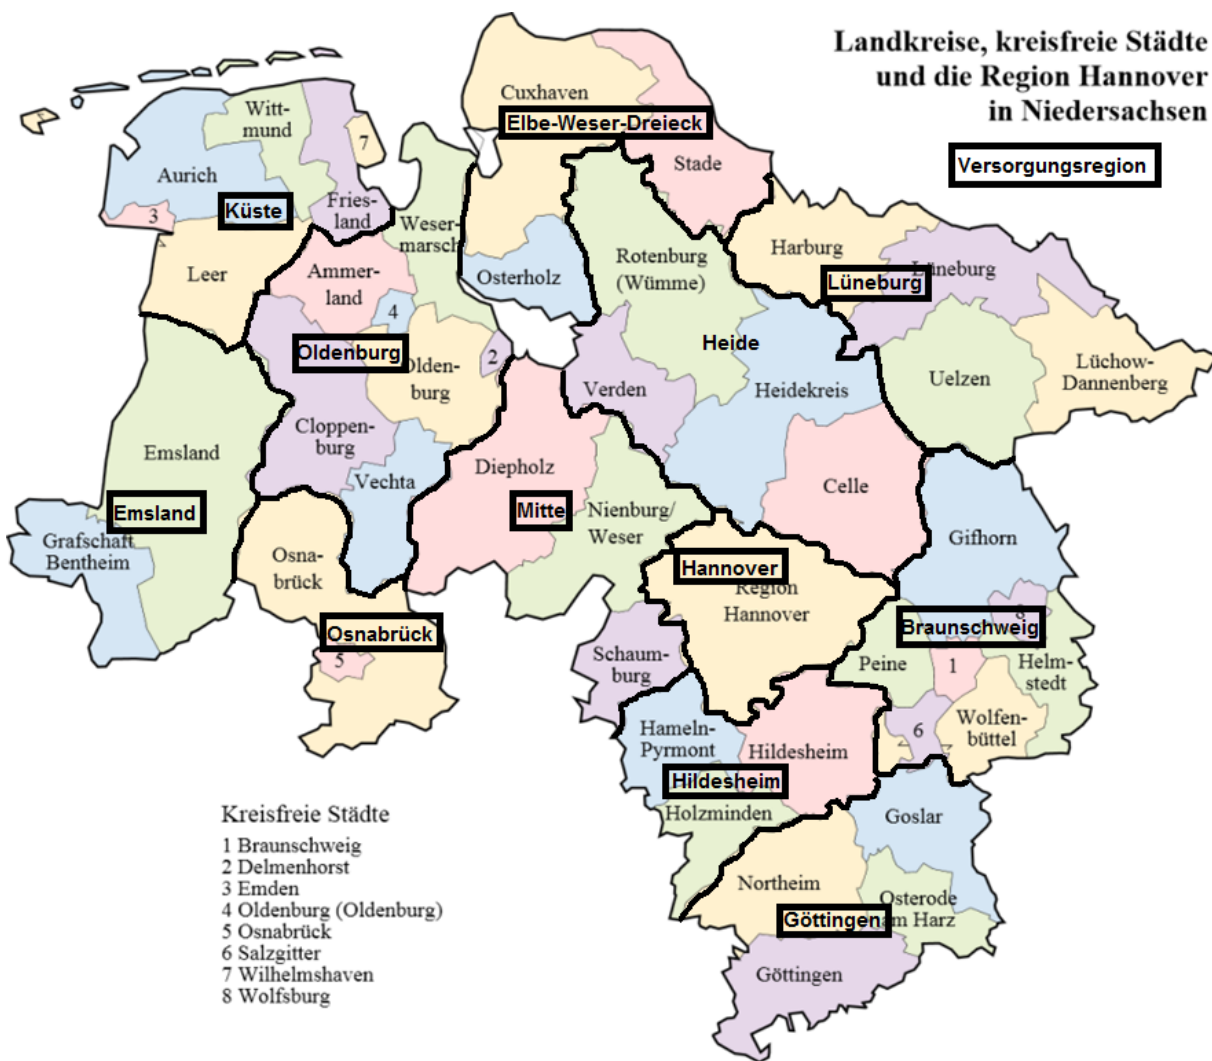 Landkreise, kreisfreie Städte
und die Region Hannover
in Niedersachsen
Versorgungsregion
Cuxhaven
Elbe-Weser-Dreieck
Stade
Witt-
mund
7
Aurich
Küste
3
Fries-
land
Weser-
marsch
Leer
Ammer-
land
4
Osterholz
Rotenburg
(Wümme)
Harburg
Lüneburg
Lüneburg
Oldenburg
Olden-
burg
2
Verden
Heide
Heidekreis
Uelzen
Lüchow-
Dannenberg
Emsland
Cloppen-
burg
Vechta
Diepholz
Celle
Emsland
Mitte
Nienburg/
Weser
Gifhorn
Grafschaft
Bentheim
Osna-
brück
Hannover
Region
Hannover
Osnabrück
5
Braunschweig
8
Schaum-
burg
Peine
1
Helm-
stedt
Hameln-
Pyrmont
Hildesheim
6
Wolfen-
büttel
Hildesheim
Holzminden
Goslar
Northeim
Osterode
am Harz
Göttingen
Göttingen
Kreisfreie Städte
1 Braunschweig
2 Delmenhorst
3 Emden
4 Oldenburg (Oldenburg)
5 Osnabrück
6 Salzgitter
7 Wilhelmshaven
8 Wolfsburg